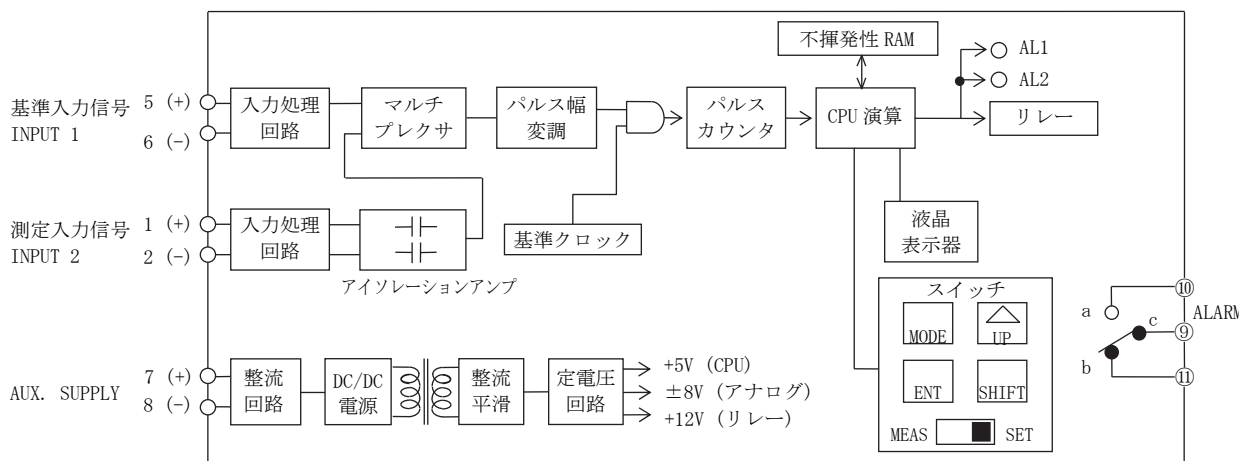 不揮発性 RAM
AL1
AL2
基準入力信号
INPUT 1
5 (+)
6 (-)
入力処理
回路
マルチ
プレクサ
パルス幅
変調
パルス
カウンタ
CPU 演算
リレー
測定入力信号
INPUT 2
1 (+)
2 (-)
入力処理
回路
アイソレーションアンプ
基準クロック
液晶
表示器
スイッチ
MODE
UP
ENT
SHIFT
MEAS
SET
a
b
c
⑩
⑨
⑪
ALARM
AUX. SUPPLY
7 (+)
8 (-)
整流
回路
DC/DC
電源
整流
平滑
定電圧
回路
+5V (CPU)
±8V (アナログ)
+12V (リレー)